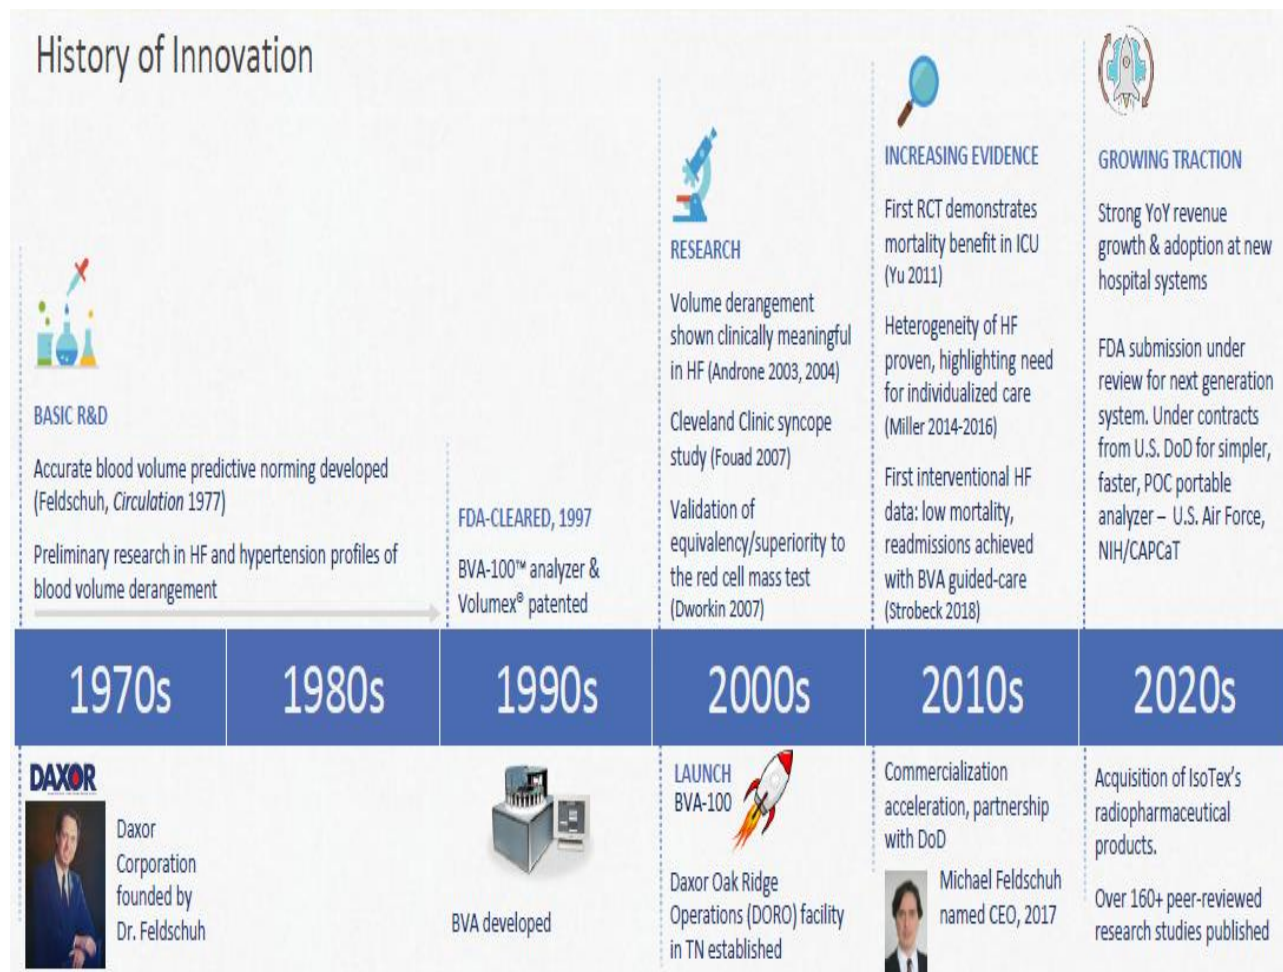 History of Innovation
BASIC R&D
Accurate blood volume predictive norming developed
(Feldschuh, Circulation 1977)
Preliminary research in HF and hypertension profiles of
blood volume derangement
FDA-CLEARED, 1997
BVA-100™ analyzer &
Volumex® patented
RESEARCH
Volume derangement
shown clinically meaningful
in HF (Androne 2003, 2004)
Cleveland Clinic syncope
study (Fouad 2007)
Validation of
equivalency/superiority to
the red cell mass test
(Dworkin 2007)
INCREASING EVIDENCE
First RCT demonstrates
mortality benefit in ICU
(Yu 2011)
Heterogeneity of HF
proven, highlighting need
for individualized care
(Miller 2014-2016)
First interventional HF
data: low mortality,
readmissions achieved
with BVA guided-care
(Strobeck 2018)
GROWING TRACTION
Strong YoY revenue
growth & adoption at new
hospital systems
FDA submission under
review for next generation
system. Under contracts
from U.S. DoD for simpler,
faster, POC portable
analyzer – U.S. Air Force,
NIH/CAPCaT
1970s
1980s
1990s
2000s
2010s
2020s
DAXOR
Daxor
Corporation
founded by
Dr. Feldschuh
BVA developed
LAUNCH
BVA-100
Daxor Oak Ridge
Operations (DORO) facility
in TN established
Commercialization
acceleration, partnership
with DoD
Michael Feldschuh
named CEO, 2017
Acquisition of IsoTex's
radiopharmaceutical
products.
Over 160+ peer-reviewed
research studies published